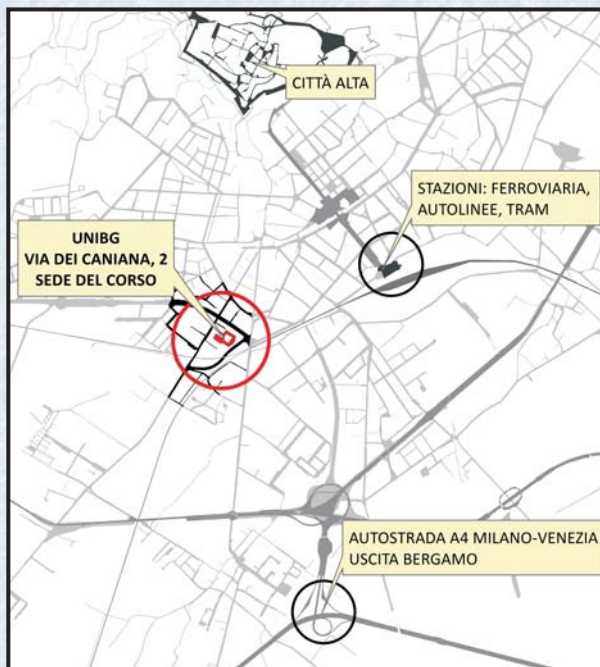 CITTÀ ALTA
STAZIONI: FERROVIARIA,
AUTOLINEE, TRAM
UNIBG
VIA DEI CANIANA, 2
SEDE DEL CORSO
AUTOSTRADA A4 MILANO-VENEZIA
USCITA BERGAMO